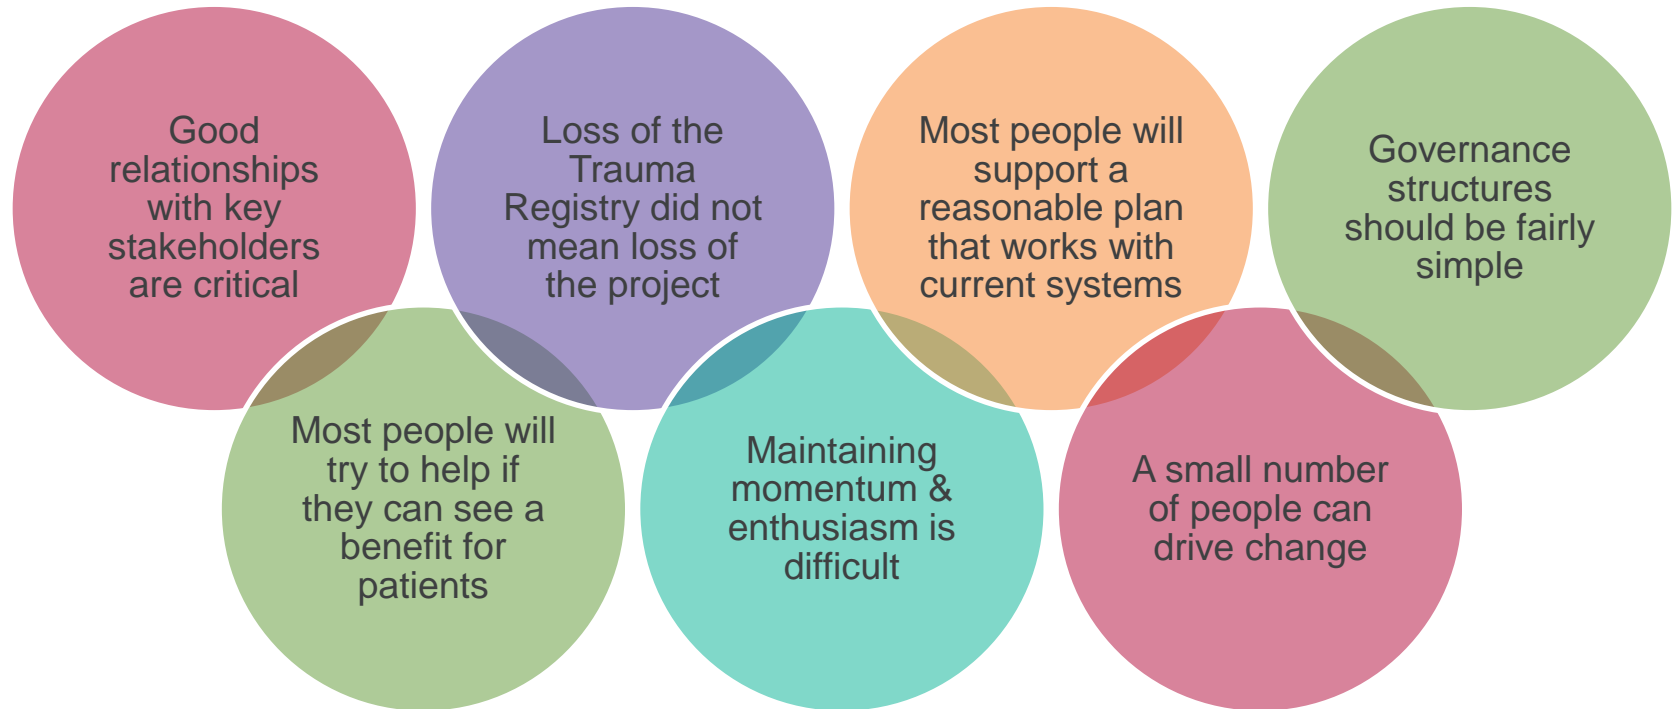 Good
relationships
with key
stakeholders
are critical
Most people will
try to help if
they can see a
benefit for
patients
Loss of the
Trauma
Registry did not
mean loss of
the project
Maintaining
momentum &
enthusiasm is
difficult
Most people will
support a
reasonable plan
that works with
current systems
A small number
of people can
drive change
Governance
structures
should be fairly
simple